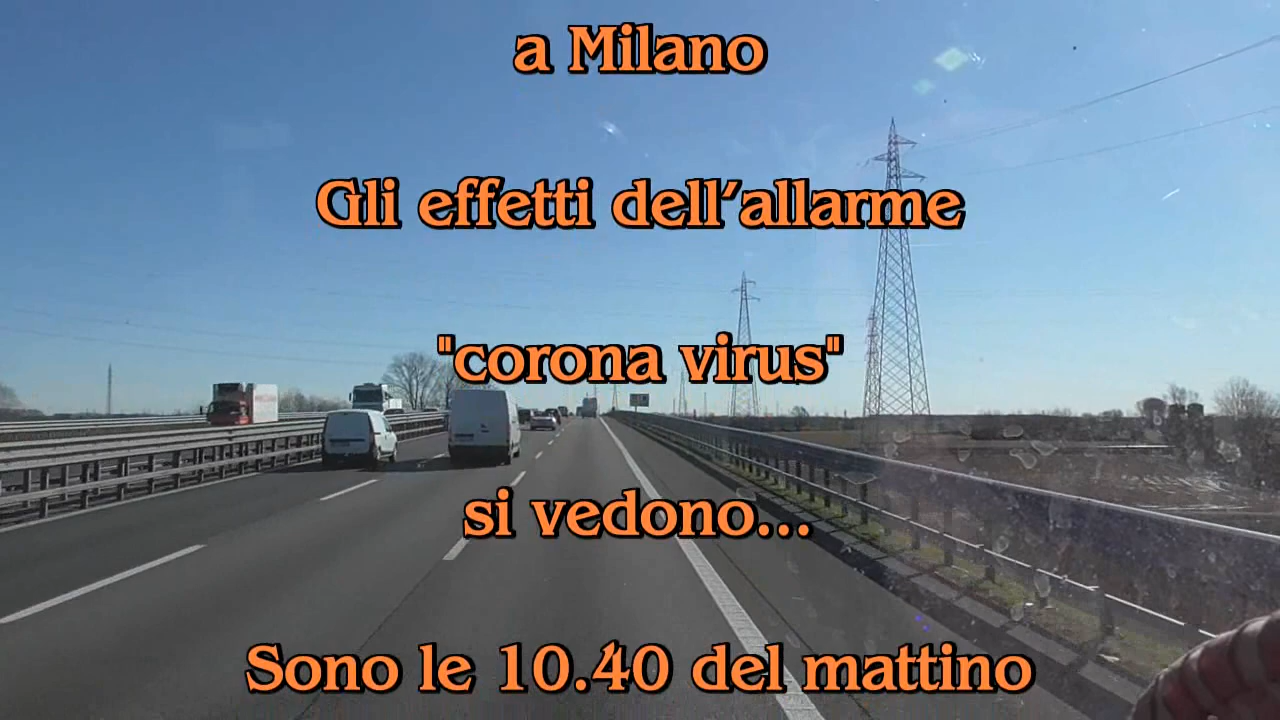 a Milano
Gli effetti dell'allarme
"corona virus"
si vedono...
Sono le 10.40 del mattino